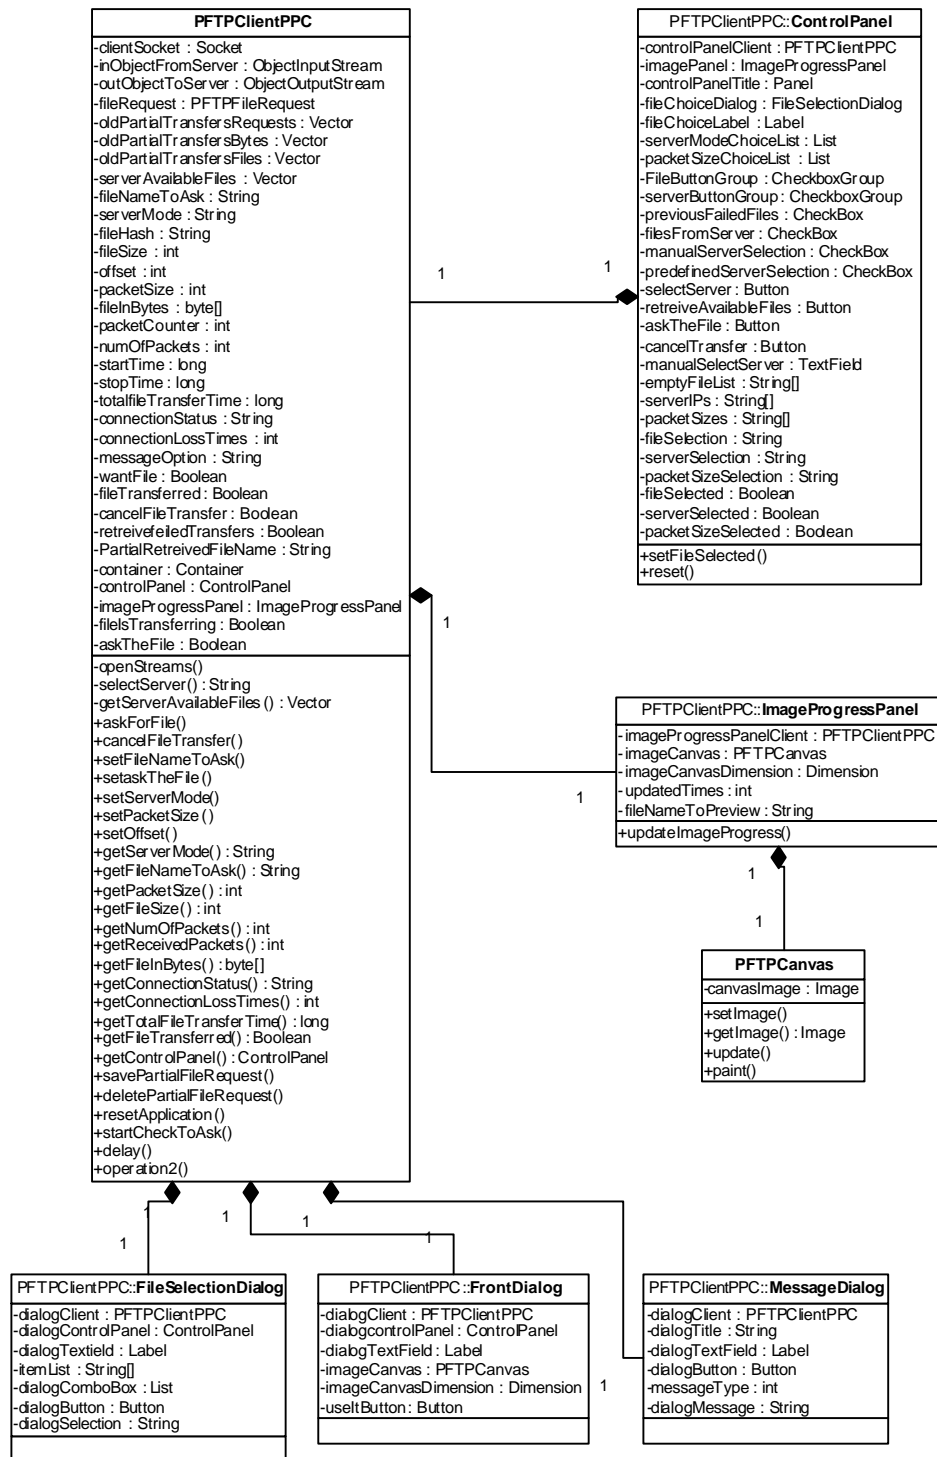 PFTPClientPPC
-clientSocket : Socket
-inObjectFromServer : ObjectInputStream
-outObjectToServer : ObjectOutputStream
-fileRequest : PFTPFileRequest
-oldPartialTransfersRequests : Vector
-oldPartialTransfersBytes : Vector
-oldPartialTransfersFiles : Vector
-serverAvailableFiles : Vector
-fileNameToAsk : String
-serverMode : String
-fileHash : String
-fileSize : int
-offset : int
-packetSize : int
-fileInBytes : byte[]
-packetCounter : int
-numOfPackets : int
-startTime : long
-stopTime : long
-totalfileTransferTime : long
-connectionStatus : String
-connectionLossTimes : int
-messageOption : String
-wantFile : Boolean
-fileTransferred : Boolean
-cancelFileTransfer : Boolean
-retreivefeiledTransfers : Boolean
-PartialRetreivedFileName : String
-container : Container
-controlPanel : ControlPanel
-imageProgressPanel : ImageProgressPanel
-fileIsTransferring : Boolean
-askTheFile : Boolean
-openStreams()
-selectServer() : String
-getServerAvailableFiles() : Vector
+askForFile()
+cancelFileTransfer()
+setFileNameToAsk()
+setaskTheFile()
+setServerMode()
+setPacketSize()
+setOffset()
+getServerMode() : String
+getFileNameToAsk() : String
+getPacketSize() : int
+getFileSize() : int
+getNumOfPackets() : int
+getReceivedPackets() : int
+getFileInBytes() : byte[]
+getConnectionStatus() : String
+getConnectionLossTimes() : int
+getTotalFileTransferTime() : long
+getFileTransferred() : Boolean
+getControlPanel() : ControlPanel
+savePartialFileRequest()
+deletePartialFileRequest()
+resetApplication()
+startCheckToAsk()
+delay()
+operation2()
1
1
PFTPClientPPC::ControlPanel
-controlPanelClient : PFTPClientPPC
-imagePanel : ImageProgressPanel
-controlPanelTitle : Panel
-fileChoiceDialog : FileSelectionDialog
-fileChoiceLabel : Label
-serverModeChoiceList : List
-packetSizeChoiceList : List
-FileButtonGroup : CheckboxGroup
-serverButtonGroup : CheckboxGroup
-previousFailedFiles : CheckBox
-filesFromServer : CheckBox
-manualServerSelection : CheckBox
-predefinedServerSelection : CheckBox
-selectServer : Button
-retreiveAvailableFiles : Button
-askTheFile : Button
-cancelTransfer : Button
-manualSelectServer : TextField
-emptyFileList : String[]
-serverIPs : String[]
-packetSizes : String[]
-fileSelection : String
-serverSelection : String
-packetSizeSelection : String
-fileSelected : Boolean
-serverSelected : Boolean
-packetSizeSelected : Boolean
+setFileSelected()
+reset()
1
1
PFTPClientPPC::ImageProgressPanel
-imageProgressPanelClient : PFTPClientPPC
-imageCanvas : PFTPCanvas
-imageCanvasDimension : Dimension
-updatedTimes : int
-fileNameToPreview : String
+updateImageProgress()
1
1
PFTPCanvas
-canvasImage : Image
+setImage()
+getImage() : Image
+update()
+paint()
1
1
1
1
1
1
PFTPClientPPC::FileSelectionDialog
-dialogClient : PFTPClientPPC
-dialogControlPanel : ControlPanel
-dialogTextield : Label
-itemList : String[]
-dialogComboBox : List
-dialogButton : Button
-dialogSelection : String
PFTPClientPPC::FrontDialog
-dialogClient : PFTPClientPPC
-dialogcontrolPanel : ControlPanel
-dialogTextField : Label
-imageCanvas : PFTPCanvas
-imageCanvasDimension : Dimension
-useItButton: Button
PFTPClientPPC::MessageDialog
-dialogClient : PFTPClientPPC
-dialogTitle : String
-dialogTextField : Label
-dialogButton : Button
-messageType : int
-dialogMessage : String